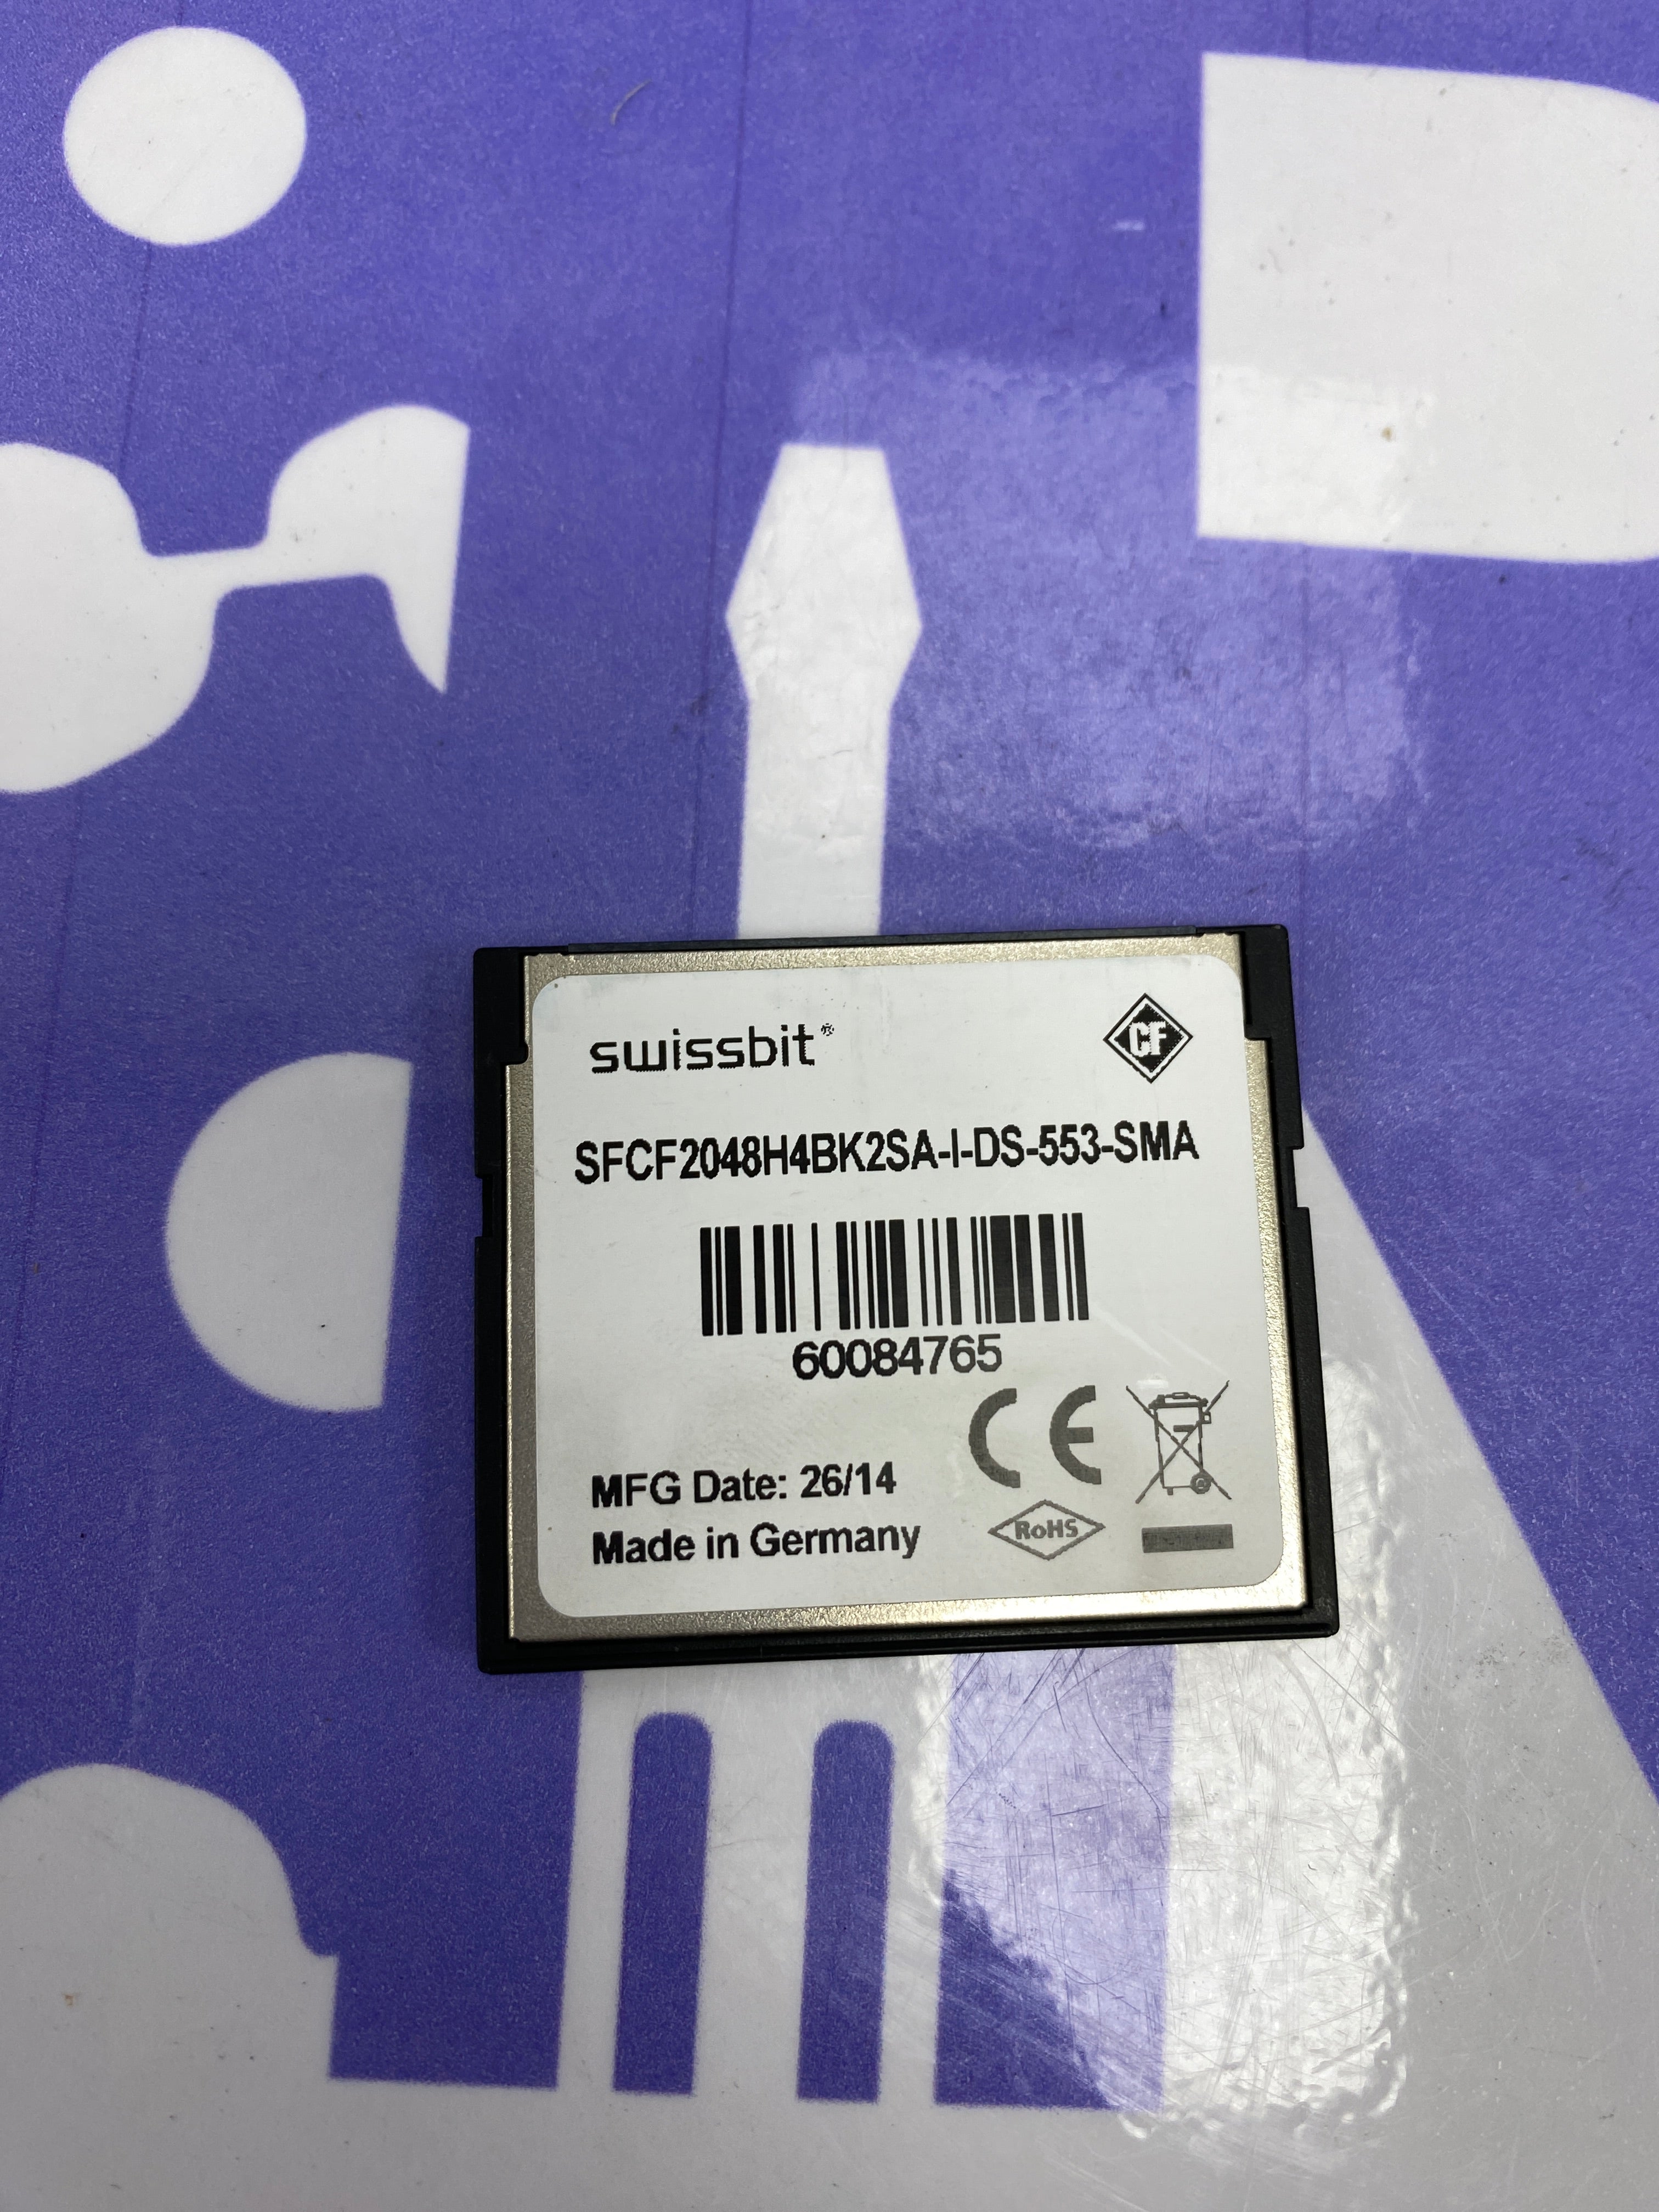 swissbit®
CF
SFCF2048H4BK2SA-I-DS-553-SMA
60084765
CE
MFG Date: 26/14
RoHS
Made in Germany